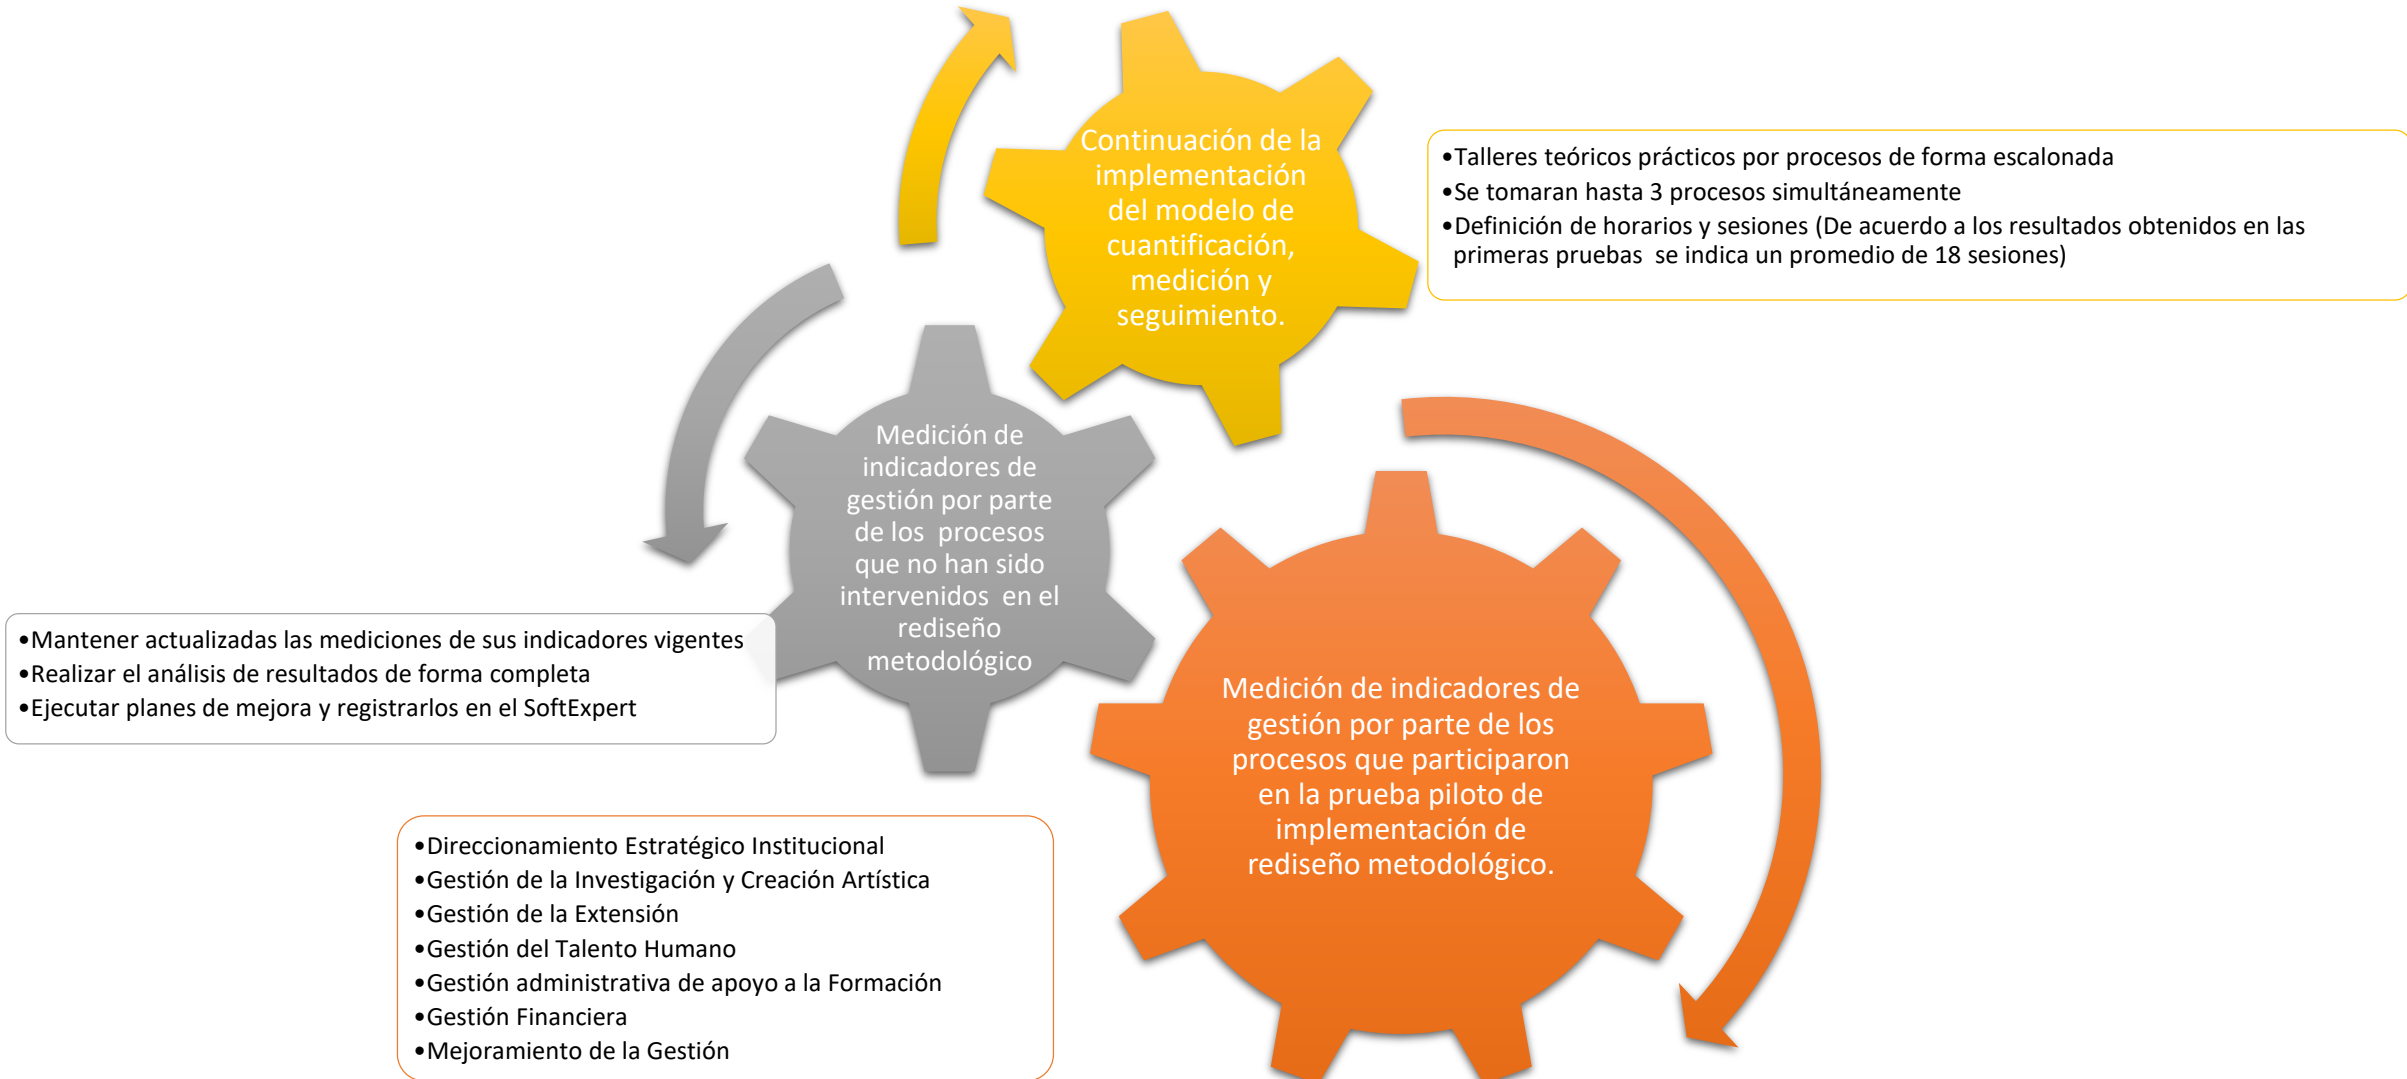 Continuación de la
implementación
del modelo de
cuantificación,
medición y
seguimiento.
•Talleres teóricos prácticos por procesos de forma escalonada
•Se tomaran hasta 3 procesos simultáneamente
•Definición de horarios y sesiones (De acuerdo a los resultados obtenidos en las
primeras pruebas  se indica un promedio de 18 sesiones)
Medición de
indicadores de
gestión por parte
de los  procesos
que no han sido
intervenidos  en el
rediseño
metodológico
•Mantener actualizadas las mediciones de sus indicadores vigentes
•Realizar el análisis de resultados de forma completa
•Ejecutar planes de mejora y registrarlos en el SoftExpert
Medición de indicadores de
gestión por parte de los
procesos que participaron
en la prueba piloto de
implementación de
rediseño metodológico.
•Direccionamiento Estratégico Institucional
•Gestión de la Investigación y Creación Artística
•Gestión de la Extensión
•Gestión del Talento Humano
•Gestión administrativa de apoyo a la Formación
•Gestión Financiera
•Mejoramiento de la Gestión